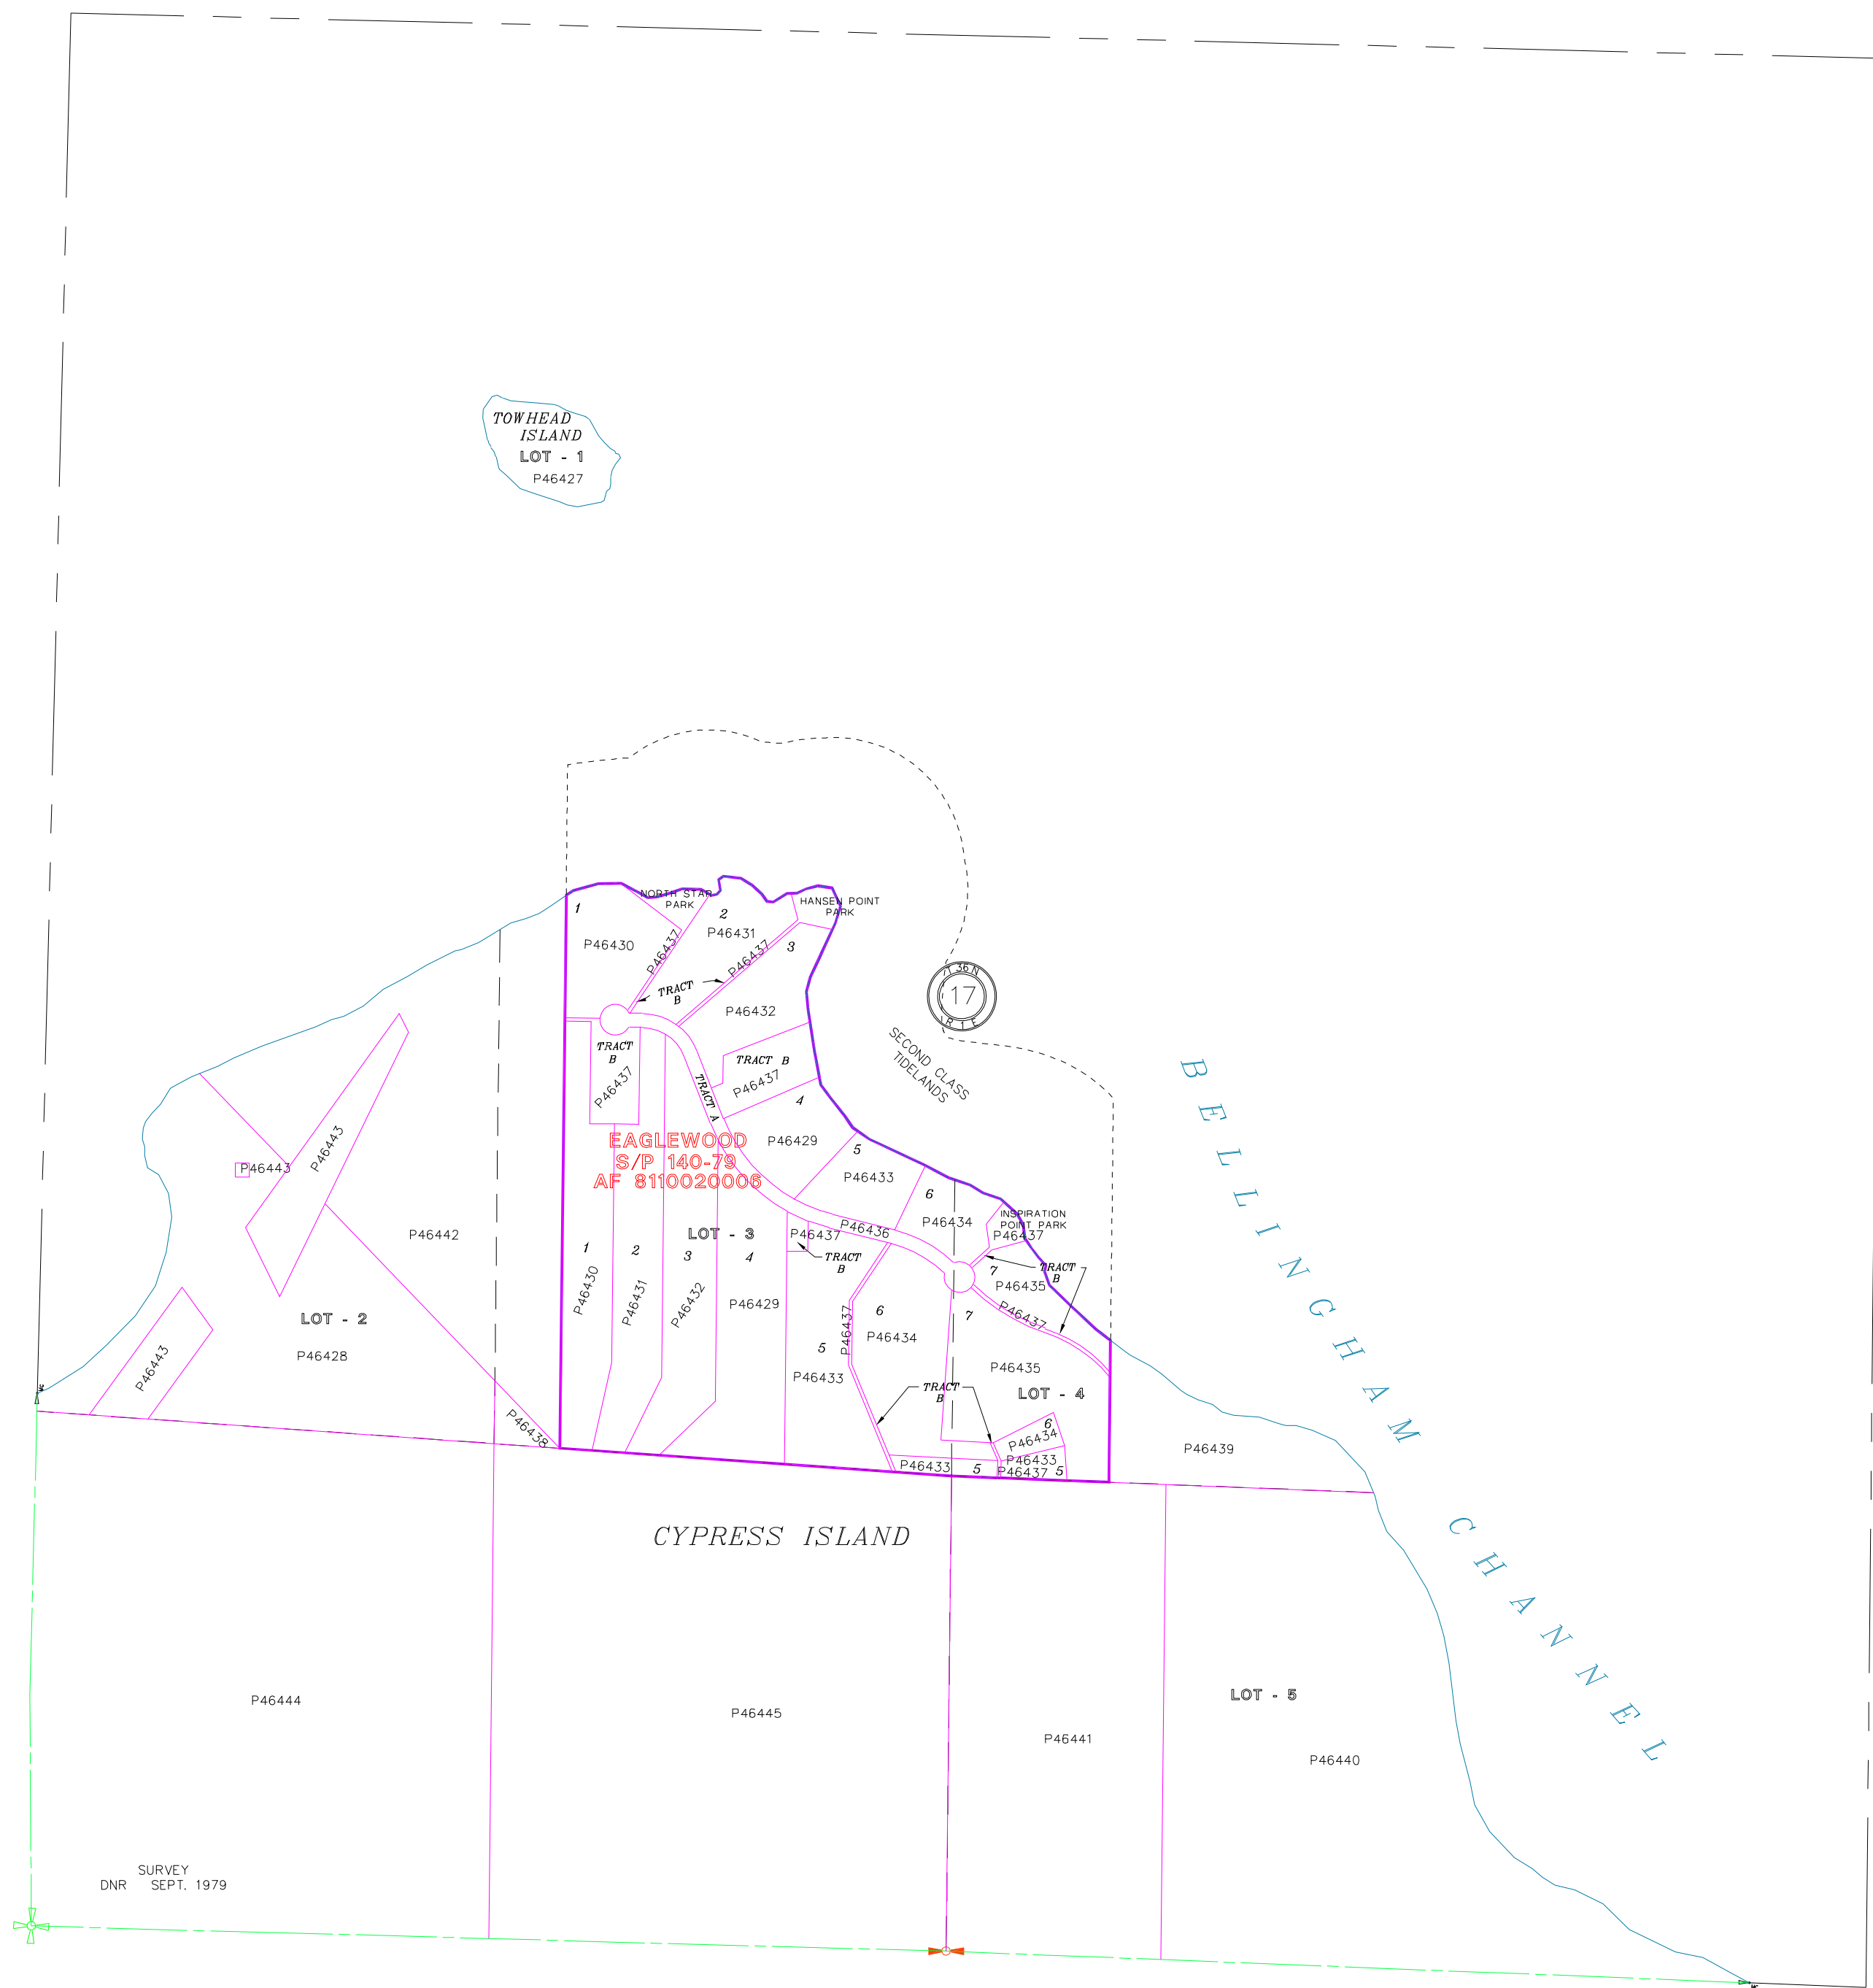 TOWHEAD
ISLAND
LOT - 1
P46427
NORTH STAR
PARK
HANSEN POINT
PARK
1
P46430
P46437
2
P46431
P46437
3
TRACT
B
P46432
T 36 N
17
R 1 E
SECOND CLASS
TIDELANDS
TRACT
B
P46437
TRACT B
P46437
TRACT A
4
P46429
5
P46433
6
P46434
INSPIRATION
POINT PARK
P46437
EAGLEWOOD
S/P 140-79
AF 8110020006
P46443
P46443
P46442
LOT - 2
P46428
P46443
P46438
LOT - 3
1
P46430
2
P46431
3
P46432
4
P46429
P46437
TRACT
B
P46436
5
P46433
P46437
6
P46434
7
P46435
TRACT
B
P46437
7
P46435
LOT - 4
TRACT
B
6
P46434
P46433
P46437
5
P46433
5
P46439
BELLINGHAM
CHANNEL
CYPRESS ISLAND
P46444
P46445
P46441
LOT - 5
P46440
SURVEY
DNR SEPT. 1979